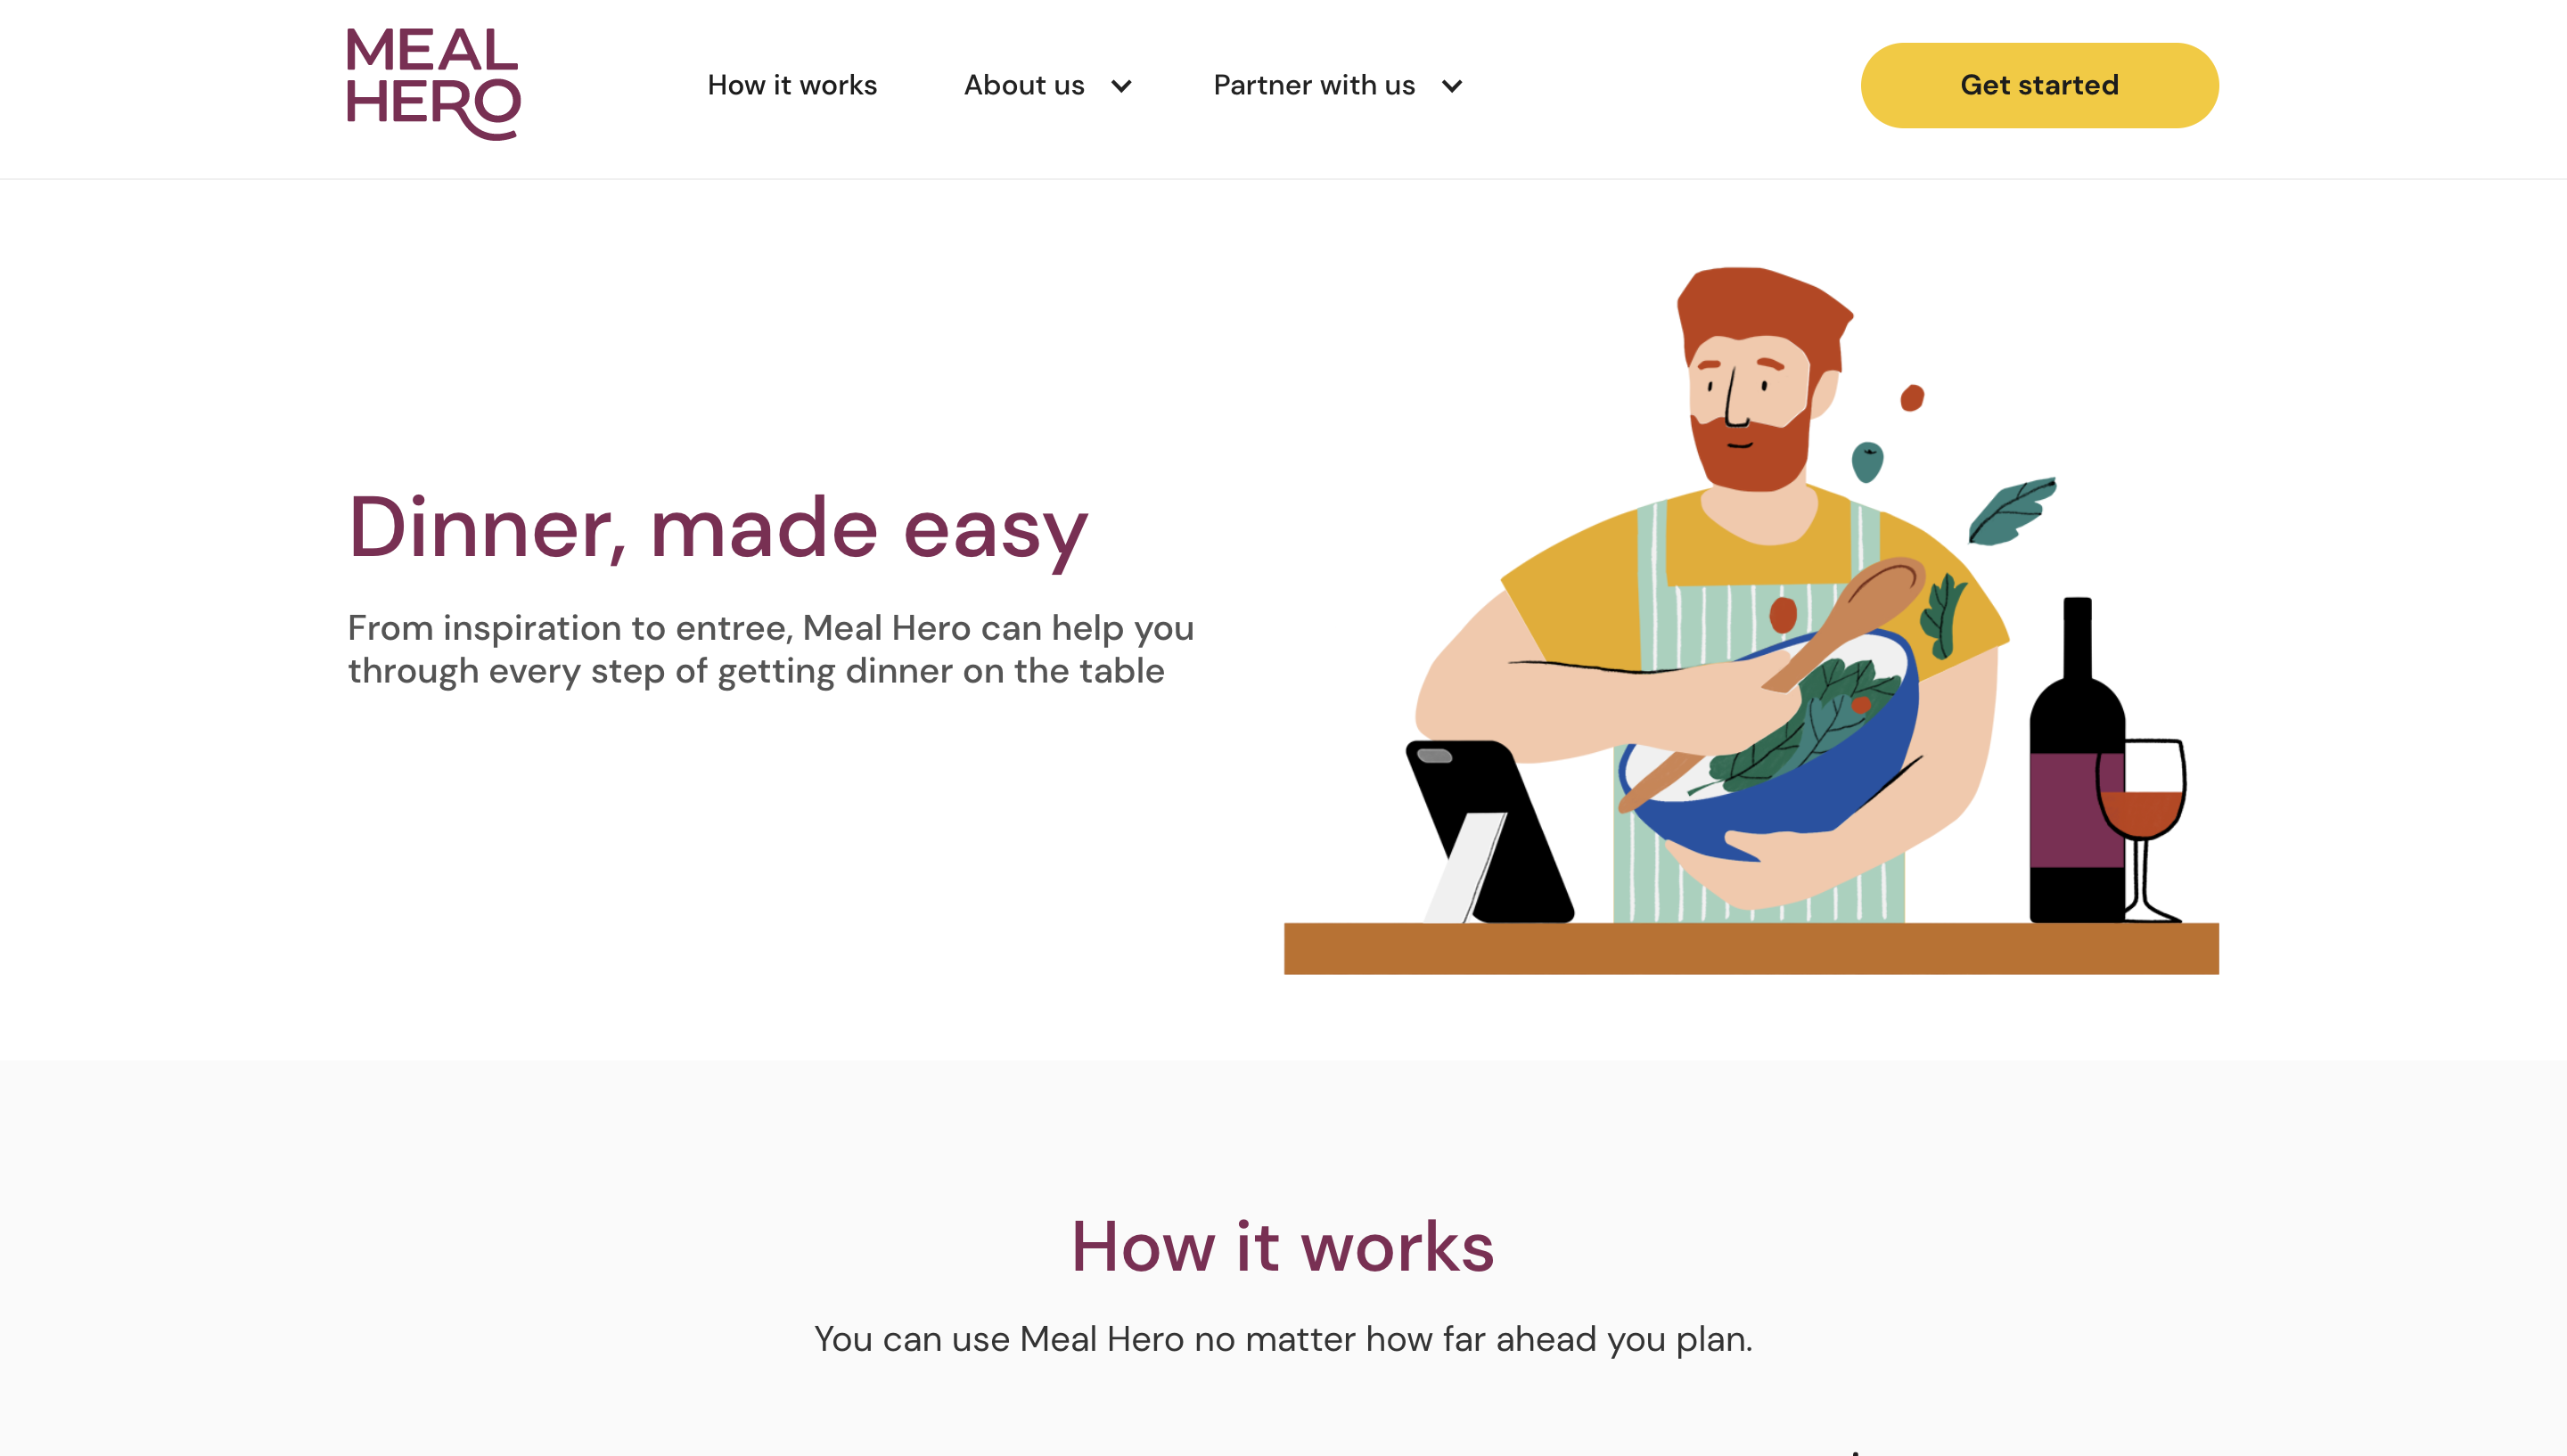 MEAL
HERO
How it works
About us
Partner with us
Get started
Dinner, made easy
From inspiration to entree, Meal Hero can help you
through every step of getting dinner on the table
How it works
You can use Meal Hero no matter how far ahead you plan.